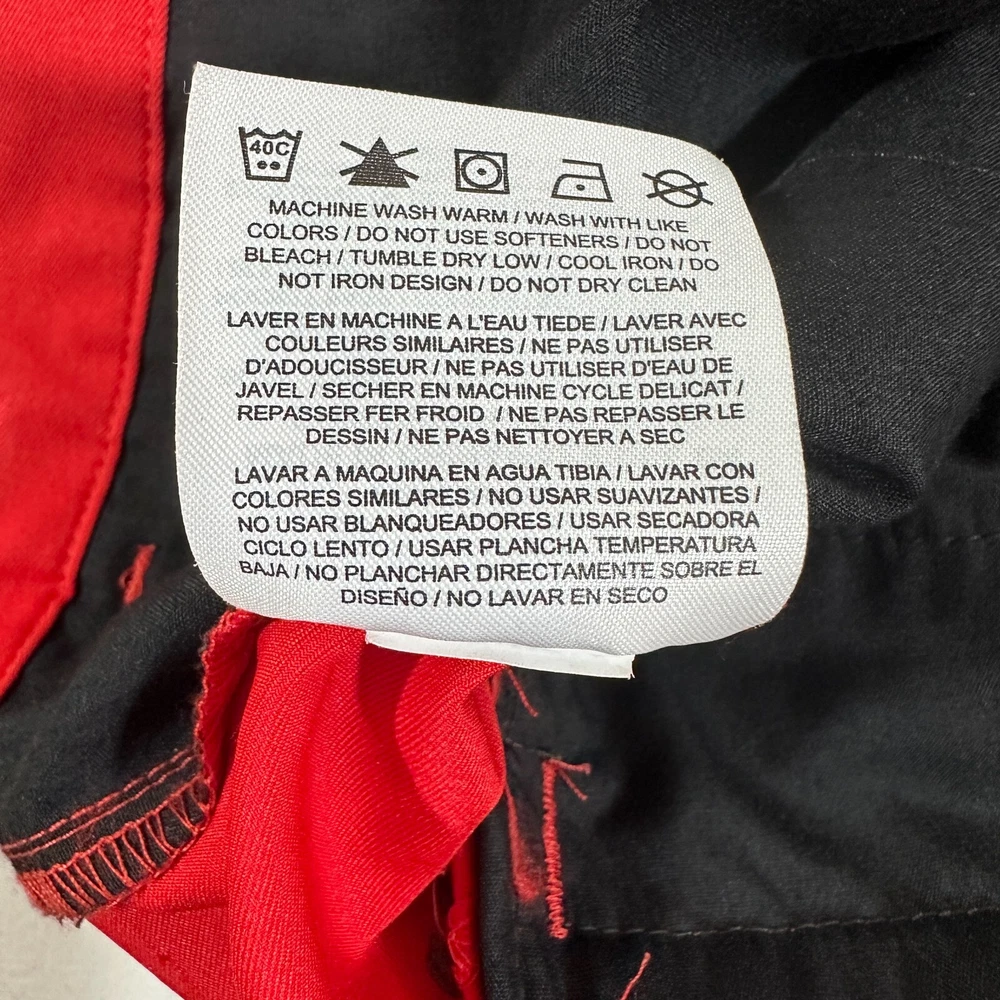 40C
MACHINE WASH WARM / WASH WITH LIKE
COLORS / DO NOT USE SOFTENERS / DO NOT
BLEACH / TUMBLE DRY LOW / COOL IRON / DO
NOT IRON DESIGN / DO NOT DRY CLEAN
LAVER EN MACHINE A L'EAU TIEDE / LAVER AVEC
COULEURS SIMILAIRES / NE PAS UTILISER
D'ADOUCISSEUR / NE PAS UTILISER D'EAU DE
JAVEL / SECHER EN MACHINE CYCLE DELICAT /
REPASSER FER FROID / NE PAS REPASSER LE
DESSIN / NE PAS NETTOYER A SEC
LAVAR A MAQUINA EN AGUA TIBIA / LAVAR CON
COLORES SIMILARES / NO USAR SUAVIZANTES /
NO USAR BLANQUEADORES / USAR SECADORA
CICLO LENTO / USAR PLANCHA TEMPERATURA
BAJA / NO PLANCHAR DIRECTAMENTE SOBRE EL
DISEÑO / NO LAVAR EN SECO